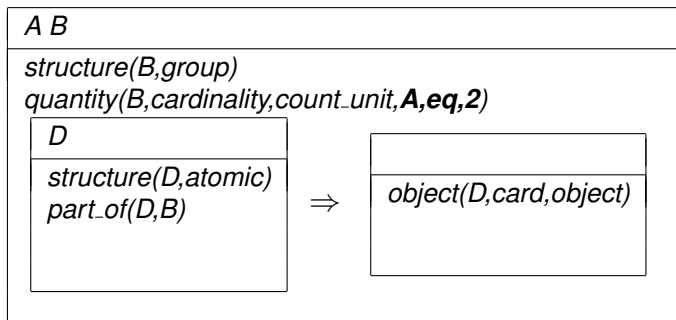 A B
structure(B,group)
quantity(B,cardinality,count_unit,A,eq,2)
D
structure(D,atomic)
part_of(D,B)
⇒
object(D,card,object)